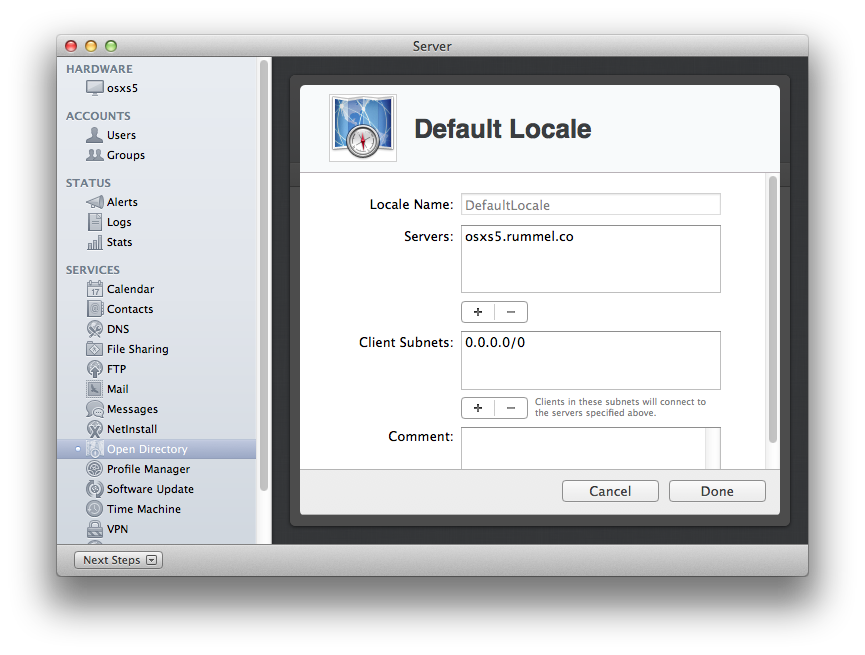 Server
HARDWARE
osxs5
ACCOUNTS
Users
Groups
STATUS
Alerts
Logs
Stats
SERVICES
17
Calendar
Contacts
DNS
File Sharing
FTP
Mail
Messages
NetInstall
Open Directory
Profile Manager
Software Update
Time Machine
VPN
Next Steps
Default Locale
Locale Name: DefaultLocale
Servers: osxs5.rummel.co
+ −
Client Subnets: 0.0.0.0/0
+ −
Clients in these subnets will connect to
the servers specified above.
Comment:
Cancel Done